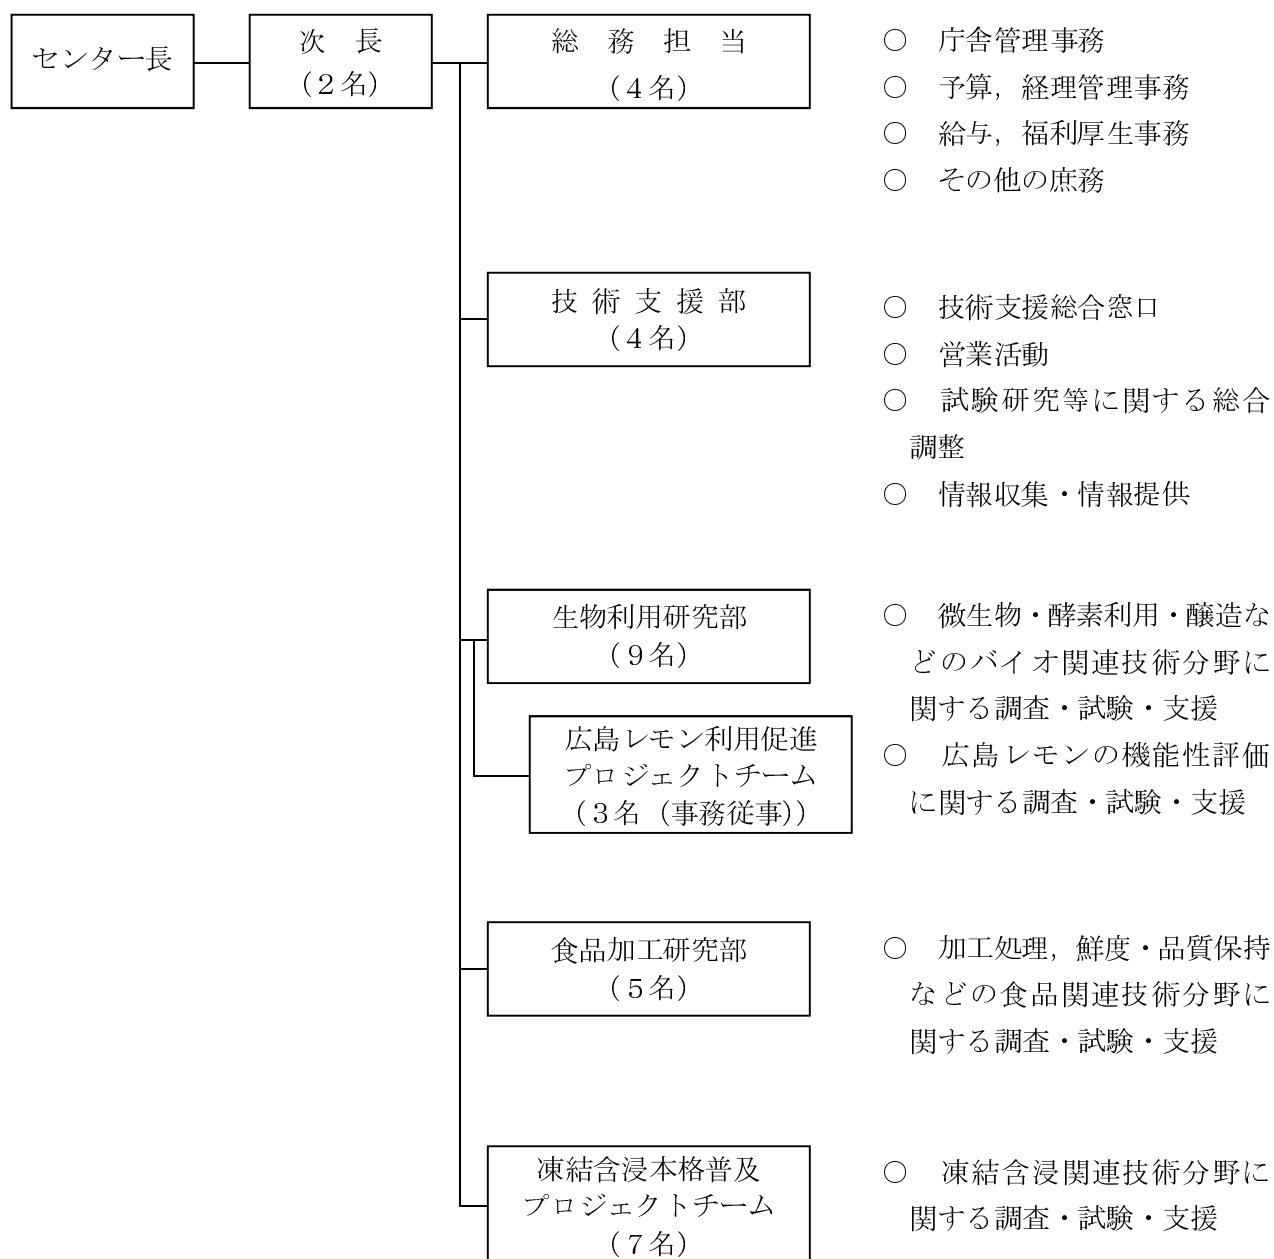 センター長
次　長
（２名）
総　務　担　当
（４名）
○　庁舎管理事務
○　予算，経理管理事務
○　給与，福利厚生事務
○　その他の庶務
技 術 支 援 部
（４名）
○　技術支援総合窓口
○　営業活動
○　試験研究等に関する総合
調整
○　情報収集・情報提供
生物利用研究部
（９名）
広島レモン利用促進
プロジェクトチーム
（３名（事務従事））
○　微生物・酵素利用・醸造な
どのバイオ関連技術分野に
関する調査・試験・支援
○　広島レモンの機能性評価
に関する調査・試験・支援
食品加工研究部
（５名）
○　加工処理，鮮度・品質保持
などの食品関連技術分野に
関する調査・試験・支援
凍結含浸本格普及
プロジェクトチーム
（７名）
○　凍結含浸関連技術分野に
関する調査・試験・支援